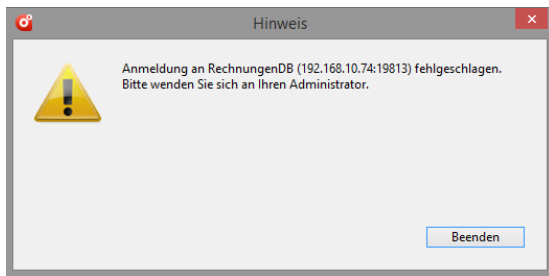 Hinweis
Anmeldung an RechnungenDB (192.168.10.74:19813) fehlgeschlagen.
Bitte wenden Sie sich an Ihren Administrator.
Beenden